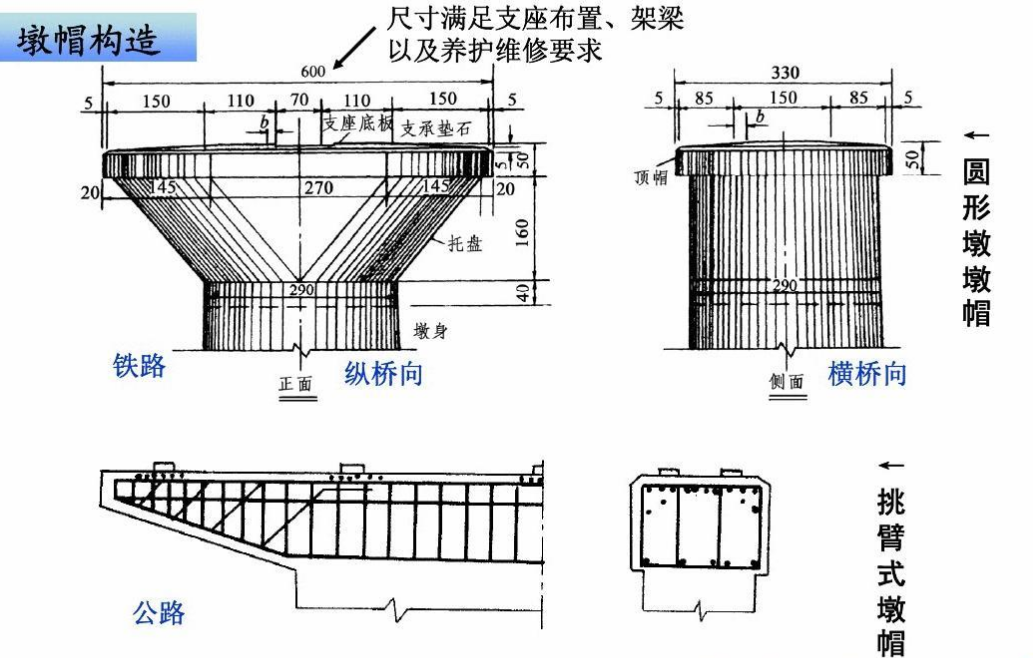 墩帽构造
尺寸满足支座布置、架梁
以及养护维修要求
600
5 150 110 70 110 150 5
b
支座底板 支承垫石
5 50
20 145 270 145 20
托盘
160
290
40
墩身
铁路
正面
纵桥向
330
5 85 150 85 5
b
顶帽
50
290
侧面
横桥向
←圆形墩墩帽
公路
←挑臂式墩帽